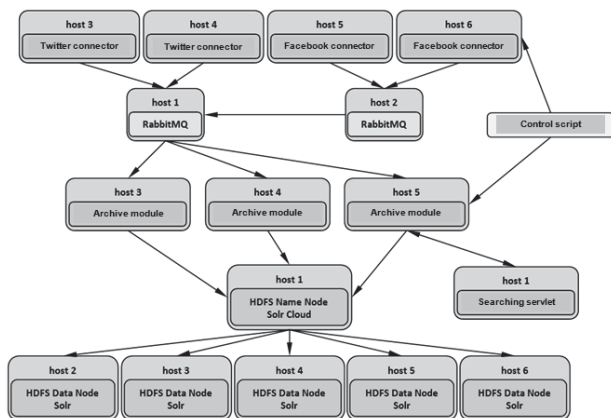 host 3
Twitter connector
host 4
Twitter connector
host 5
Facebook connector
host 6
Facebook connector
host 1
RabbitMQ
host 2
RabbitMQ
Control script
host 3
Archive module
host 4
Archive module
host 5
Archive module
host 1
HDFS Name Node
Solr Cloud
host 1
Searching servlet
host 2
HDFS Data Node
Solr
host 3
HDFS Data Node
Solr
host 4
HDFS Data Node
Solr
host 5
HDFS Data Node
Solr
host 6
HDFS Data Node
Solr